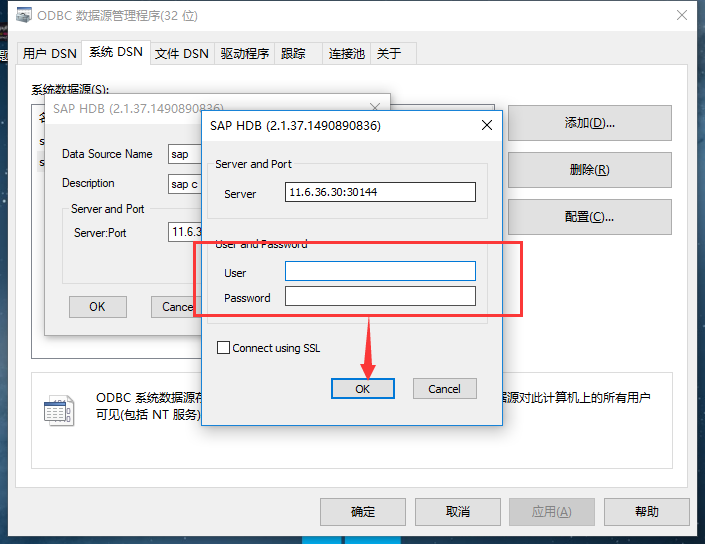 ODBC 数据源管理程序(32 位)
用户 DSN 系统 DSN 文件 DSN 驱动程序 跟踪 连接池 关于
系统数据源(S):
添加(D)...
删除(R)
配置(C)...
SAP HDB (2.1.37.1490890836)
Data Source Name sap
Description sap c
Server and Port
Server:Port 11.6.3
OK Cance
SAP HDB (2.1.37.1490890836)
Server and Port
Server 11.6.36.30:30144
User and Password
User
Password
Connect using SSL
OK Cancel
ODBC 系统数据源存
据源对此计算机上的所有用户
可见(包括 NT 服务)
确定 取消 应用(A) 帮助